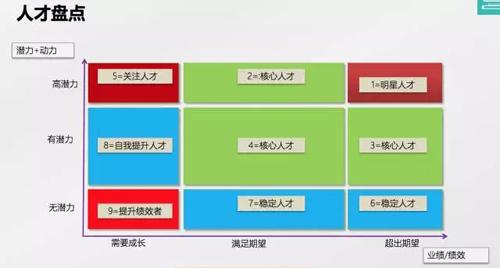 人才盘点
潜力+动力
高潜力
5=关注人才
2=:核心人才
1=明星人才
有潜力
8=自我提升人才
4=核心人才
3=核心人才
无潜力
9=提升绩效者
7=稳定人才
6=稳定人才
需要成长
满足期望
超出期望
业绩/绩效